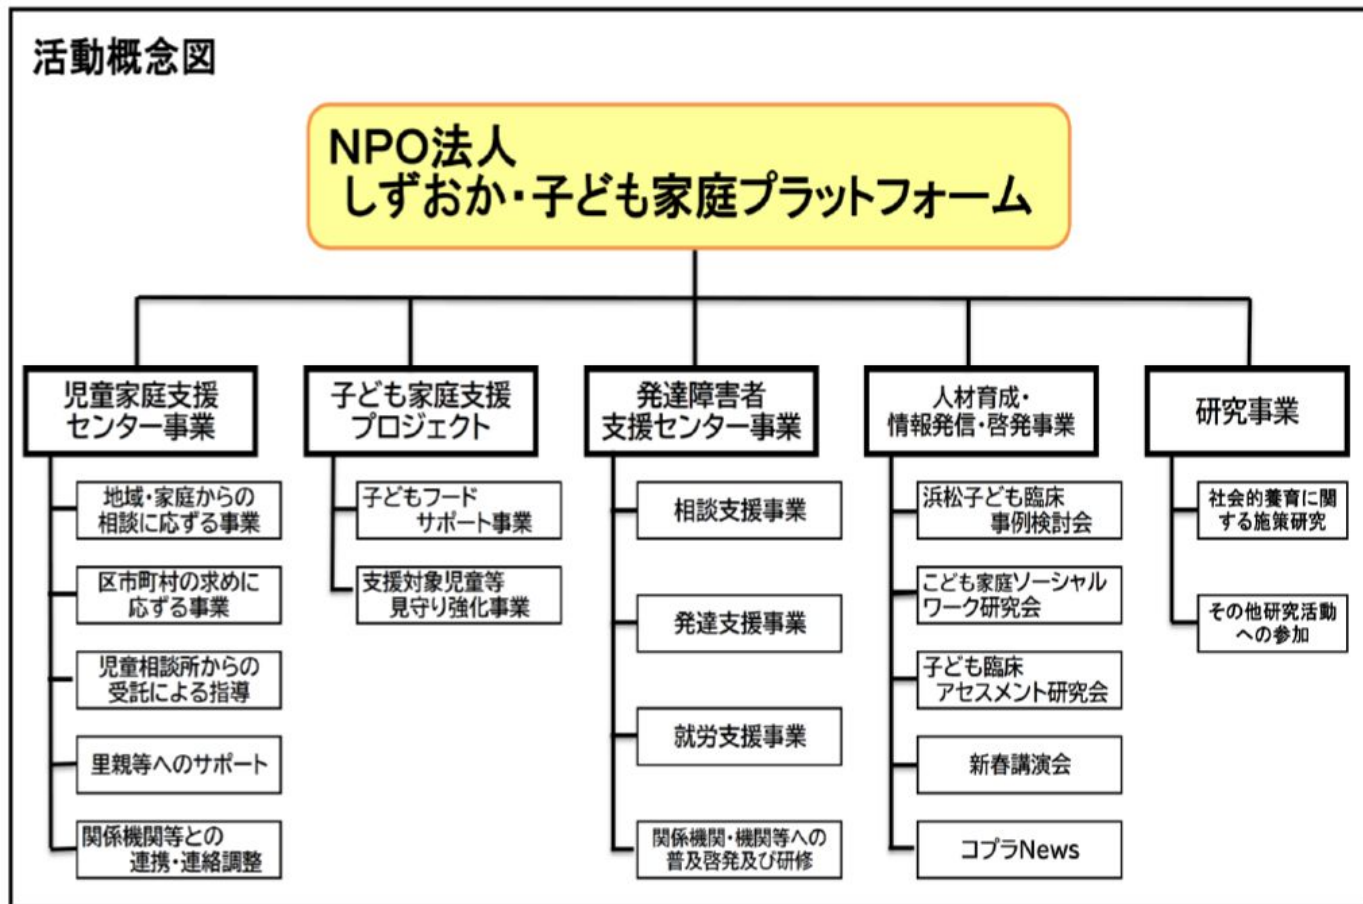 活動概念図
NPO法人
しずおか・子ども家庭プラットフォーム
児童家庭支援
センター事業
地域・家庭からの
相談に応ずる事業
区市町村の求めに
応ずる事業
児童相談所からの
受託による指導
里親等へのサポート
関係機関等との
連携・連絡調整
子ども家庭支援
プロジェクト
子どもフード
サポート事業
支援対象児童等
見守り強化事業
発達障害者
支援センター事業
相談支援事業
発達支援事業
就労支援事業
関係機関・機関等への
普及啓発及び研修
人材育成・
情報発信・啓発事業
浜松子ども臨床
事例検討会
こども家庭ソーシャル
ワーク研究会
子ども臨床
アセスメント研究会
新春講演会
コプラNews
研究事業
社会的養育に関
する施策研究
その他研究活動
への参加